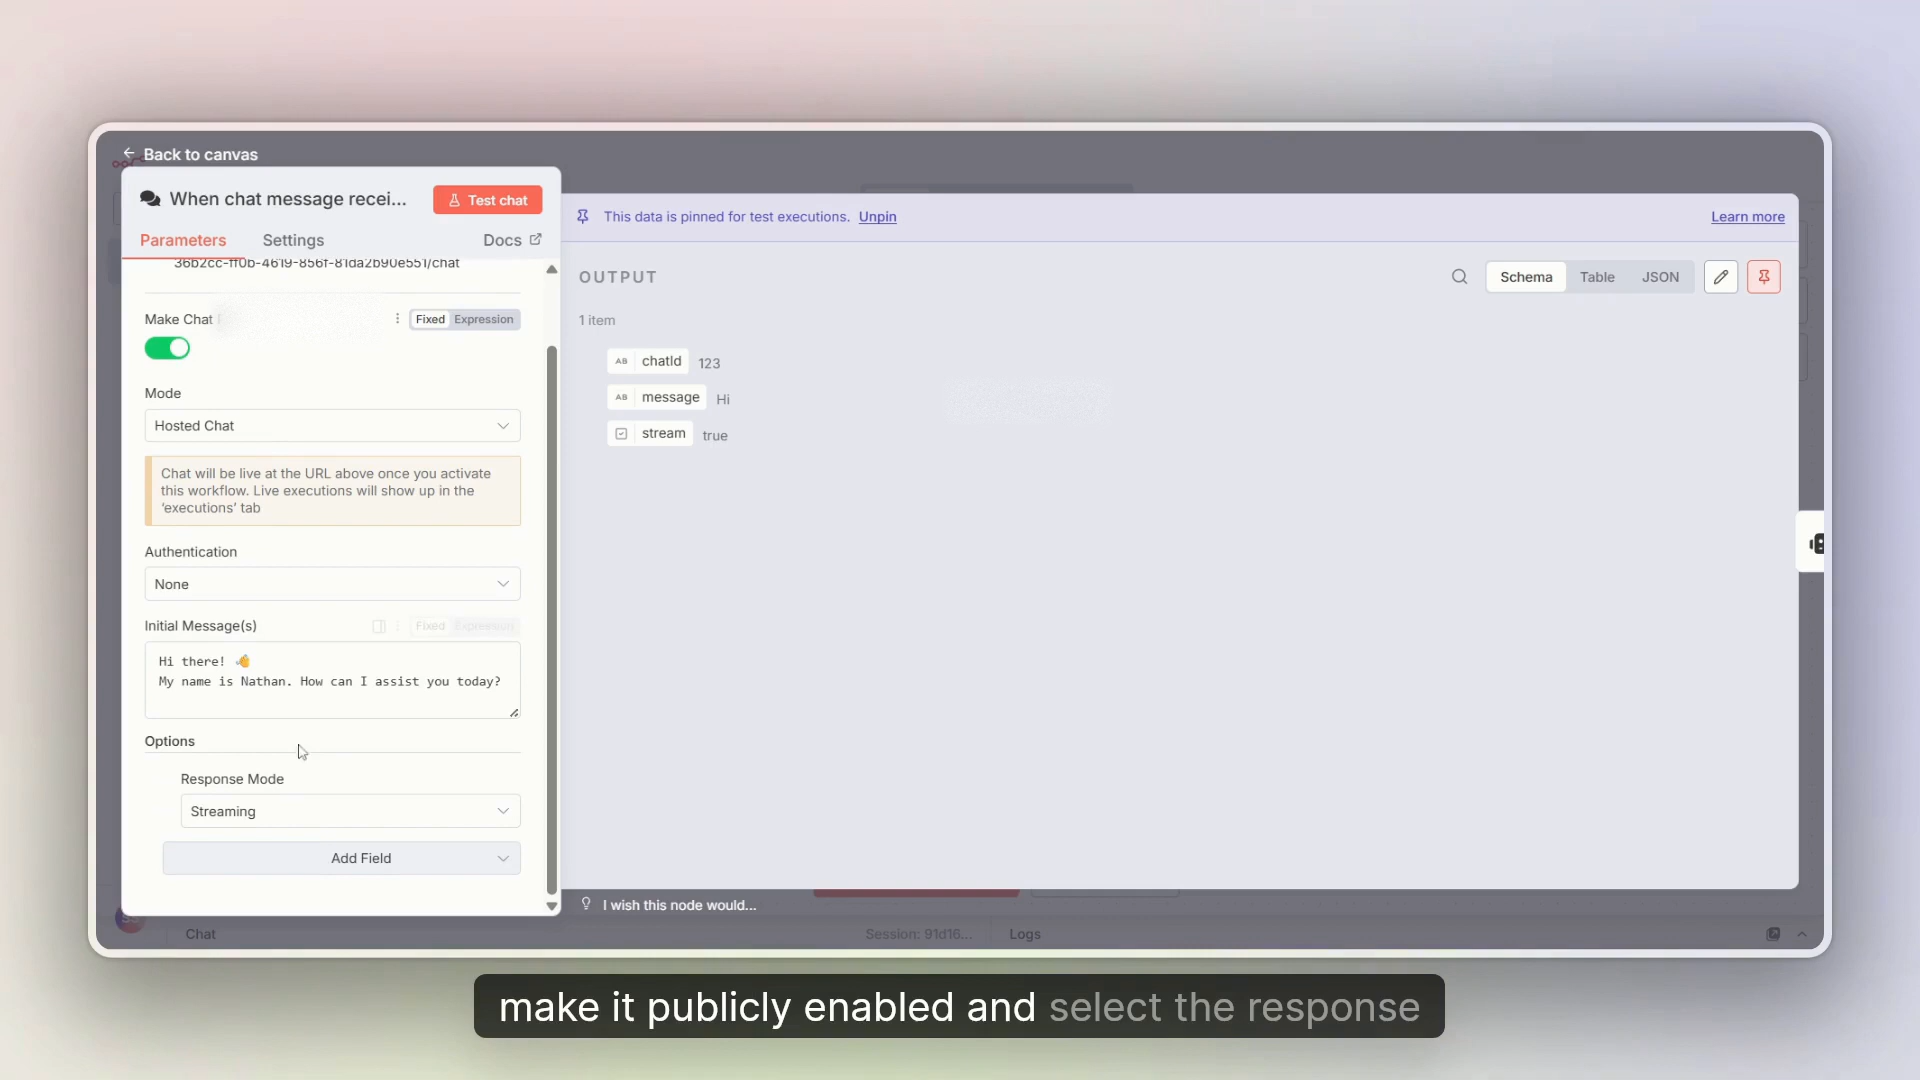 Back to canvas
When chat message recei...
Test chat
Parameters
Settings
Docs
36b2cc-ff0b-4619-856f-81da2b90e551/chat
Make Chat
Fixed
Expression
Mode
Hosted Chat
Chat will be live at the URL above once you activate
this workflow. Live executions will show up in the
‘executions’ tab
Authentication
None
Initial Message(s)
Fixed
Expression
Hi there! 👋
My name is Nathan. How can I assist you today?
Options
Response Mode
Streaming
Add Field
This data is pinned for test executions. Unpin
Learn more
OUTPUT
Schema
Table
JSON
1 item
AB chatId 123
AB message Hi
stream true
I wish this node would...
Chat
Session: 91d16...
Logs
make it publicly enabled and select the response